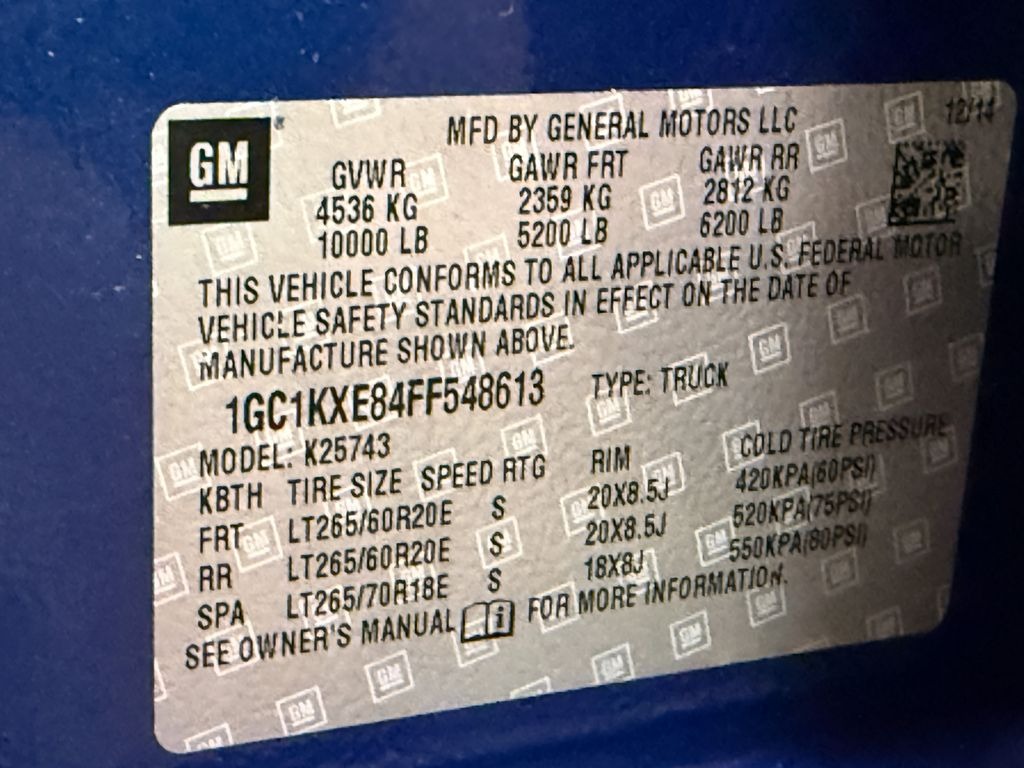 GM
MFD BY GENERAL MOTORS LLC
12/14
GVWR GAWR FRT GAWR RR
4536 KG 2359 KG 2812 KG
10000 LB 5200 LB 6200 LB
THIS VEHICLE CONFORMS TO ALL APPLICABLE U.S. FEDERAL MOTOR
VEHICLE SAFETY STANDARDS IN EFFECT ON THE DATE OF
MANUFACTURE SHOWN ABOVE.
1GC1KXE84FF548613 TYPE: TRUCK
MODEL: K25743
KBTH TIRE SIZE SPEED RTG RIM COLD TIRE PRESSURE
FRT LT265/60R20E S 20X8.5J 420KPA(60PSI)
RR LT265/60R20E S 20X8.5J 520KPA(75PSI)
SPA LT265/70R18E S 18X8J 550KPA(80PSI)
SEE OWNER'S MANUAL FOR MORE INFORMATION.